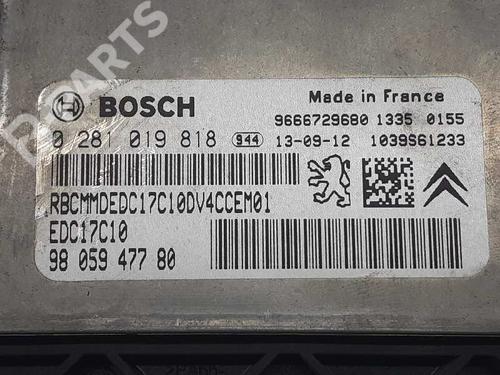 PARTS
BOSCH
Made in France
9666729680 1335 0155
0 281 019 818 944 13-09-12 1039S61233
RBCMMDEDC17C10DV4CCEM01
EDC17C10
98 059 477 80